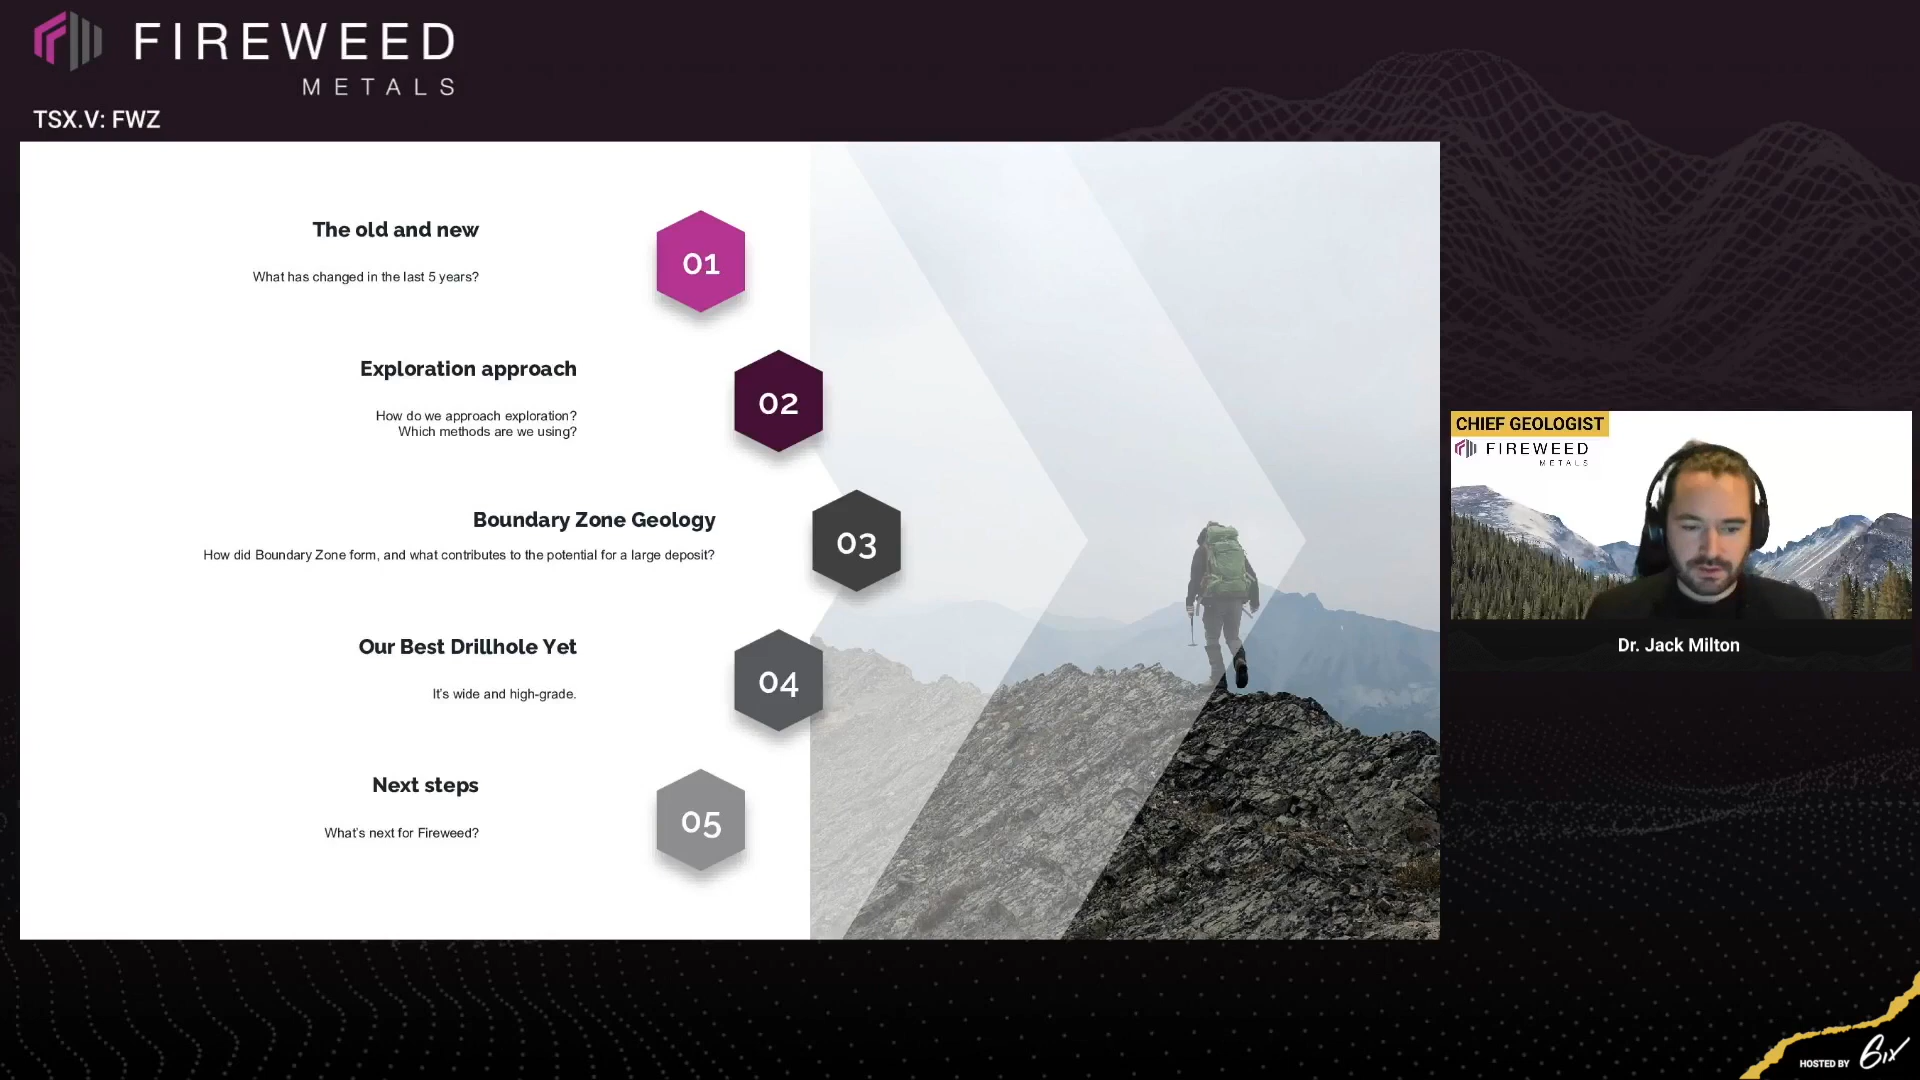 FIREWEED
METALS
TSX.V: FWZ
The old and new
What has changed in the last 5 years?
01
Exploration approach
How do we approach exploration?
Which methods are we using?
02
Boundary Zone Geology
How did Boundary Zone form, and what contributes to the potential for a large deposit?
03
Our Best Drillhole Yet
It's wide and high-grade.
04
Next steps
What's next for Fireweed?
05
CHIEF GEOLOGIST
FIREWEED
METALS
Dr. Jack Milton
HOSTED BY 6ix